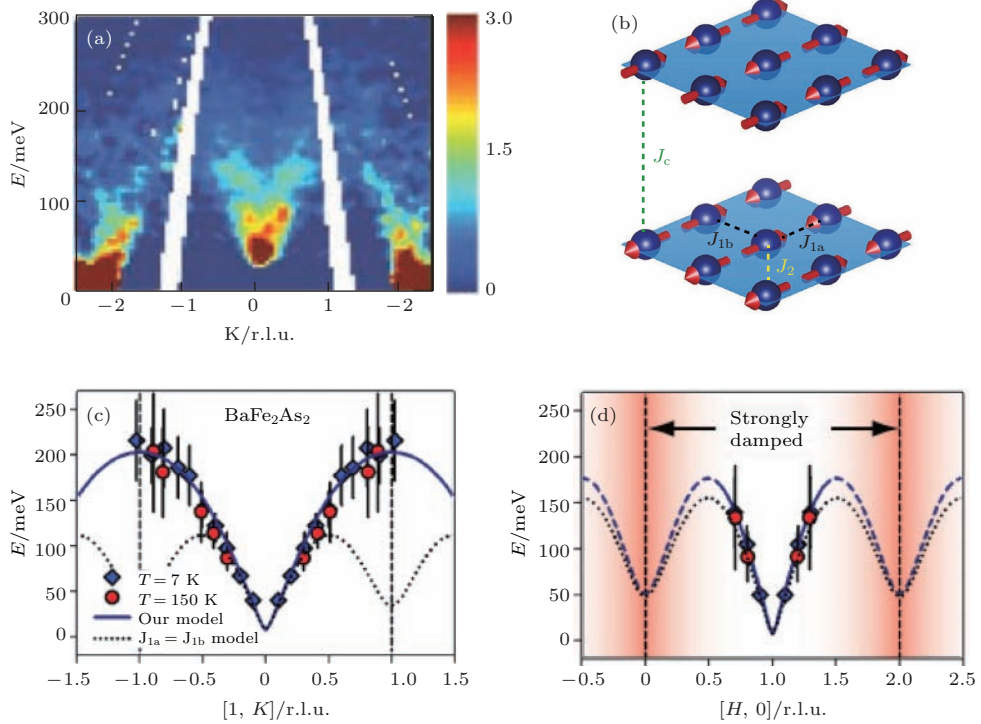 (a)
E/meV
300
200
100
0
−2
−1
0
−1
−2
K/r.l.u.
3.0
1.5
0
(b)
Jc
J1b
J1a
J2
(c)
BaFe2As2
E/meV
250
200
150
100
50
0
T = 7 K
T = 150 K
Our model
J1a = J1b model
−1.5
−1.0
−0.5
0
0.5
1.0
1.5
[1, K]/r.l.u.
(d)
Strongly
damped
E/meV
250
200
150
100
50
0
−0.5
0
0.5
1.0
1.5
2.0
2.5
[H, 0]/r.l.u.